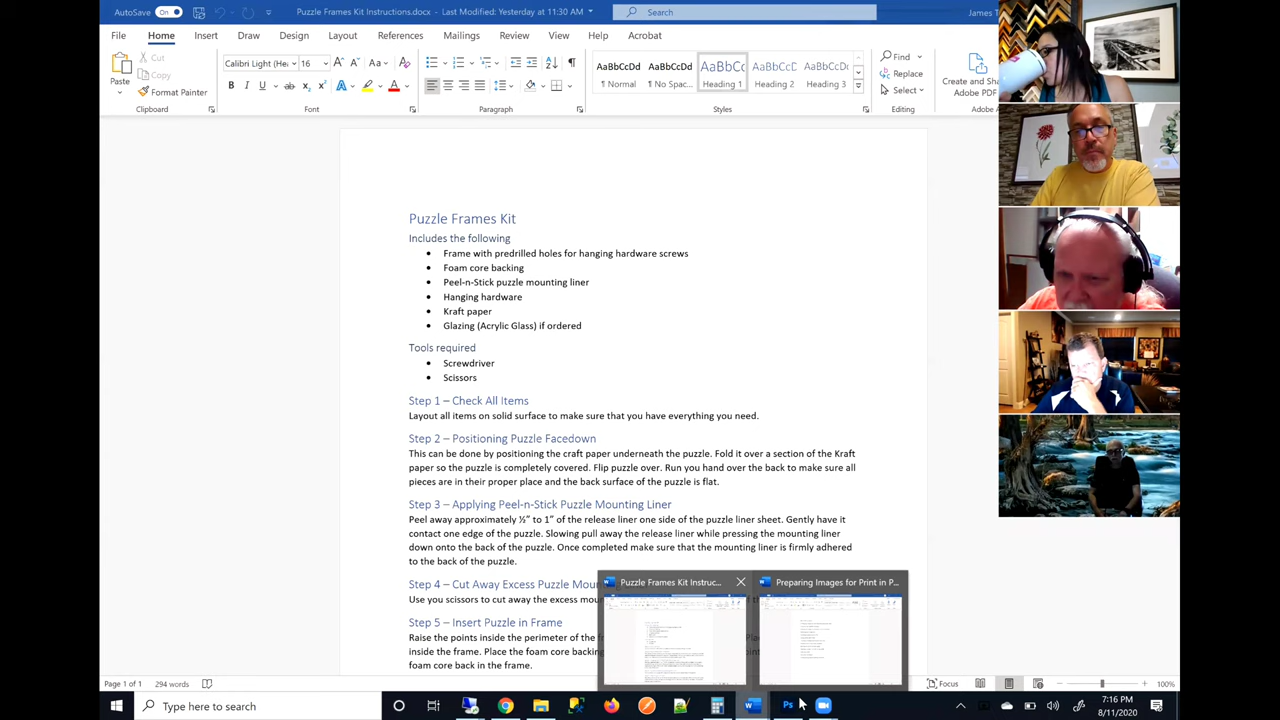 AutoSave On
Puzzle Frames Kit Instructions.docx - Last Modified: Yesterday at 11:30 AM
Search
James T
File Home Insert Draw Layout References Mailings Review View Help Acrobat
Paste
Cut
Copy
Format Painter
Clipboard
Calibri Light (He 16
Paragraph
AaBbCcDd AaBbCcDd AaBbCc AaBbCcD AaBbCcD
¶ Normal ¶ No Spac... Heading 1 Heading 2 Heading 3
Styles
Find
Replace
Select
Editing
Create and Sha
Adobe PDF
Puzzle Frames Kit
Includes the following
• Frame with predrilled holes for hanging hardware screws
• Foam core backing
• Peel-n-Stick puzzle mounting liner
• Hanging hardware
• Kraft paper
• Glazing (Acrylic Glass) if ordered
Tools required
• Screwdriver
• Scissors
Step 1 – Check All Items
Layout all items on solid surface to make sure that you have everything you need.
Step 2 – Positioning Puzzle Facedown
This can be done by positioning the craft paper underneath the puzzle. Fold it over a section of the Kraft
paper so the puzzle is completely covered. Flip puzzle over. Run you hand over the back to make sure all
pieces are in their proper place and the back surface of the puzzle is flat.
Step 3 – Applying Peel-n-Stick Puzzle Mounting Liner
Peel away approximately ½” to 1” of the release liner one side of the puzzle liner sheet. Gently have it
contact one edge of the puzzle. Slowing pull away the release liner while pressing the mounting liner
down onto the back of the puzzle. Once completed make sure that the mounting liner is firmly adhered
to the back of the puzzle.
Step 4 – Cut Away Excess Puzzle
Use you scissors to cut away the excess
Step 5 – Insert Puzzle in Frame
Raise the points inside the perimeter of the
inside the frame. Place the foam core backing
foam core back in the frame.
Puzzle Frames Kit Instruc...
Preparing Images for Print in P...
Page 1 of 1 294 words
Focus
100%
Type here to search
7:16 PM
8/11/2020